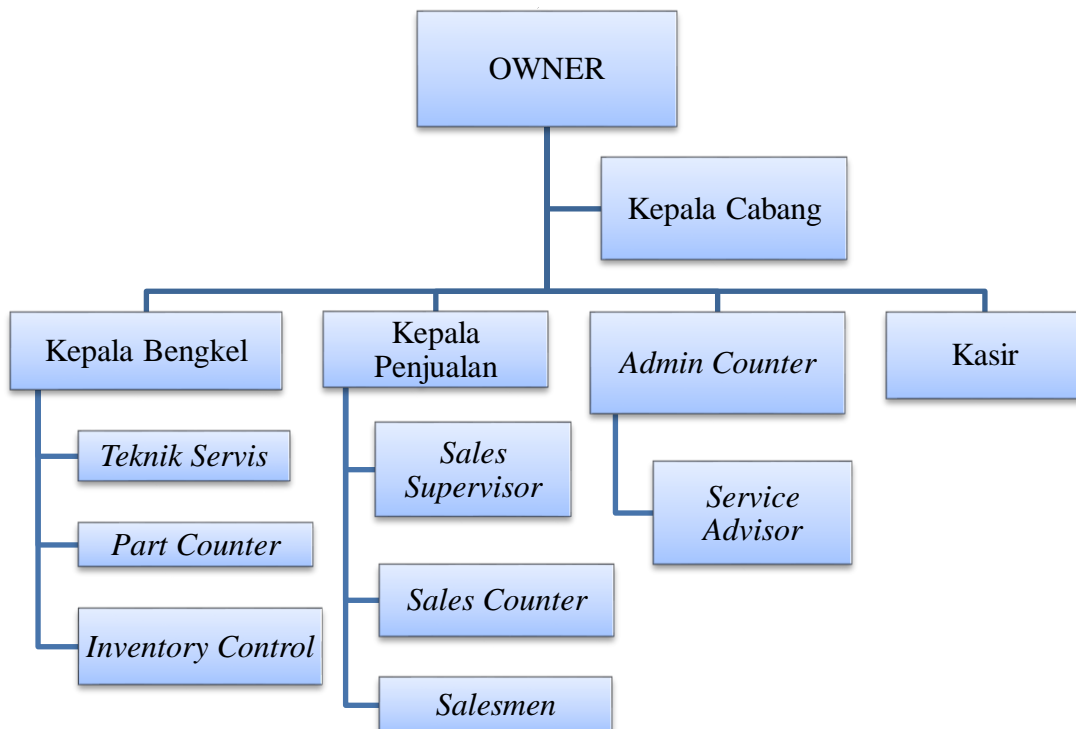 OWNER
Kepala Cabang
Kepala Bengkel
Kepala
Penjualan
Admin Counter
Kasir
Teknik Servis
Part Counter
Inventory Control
Sales
Supervisor
Sales Counter
Salesmen
Service
Advisor